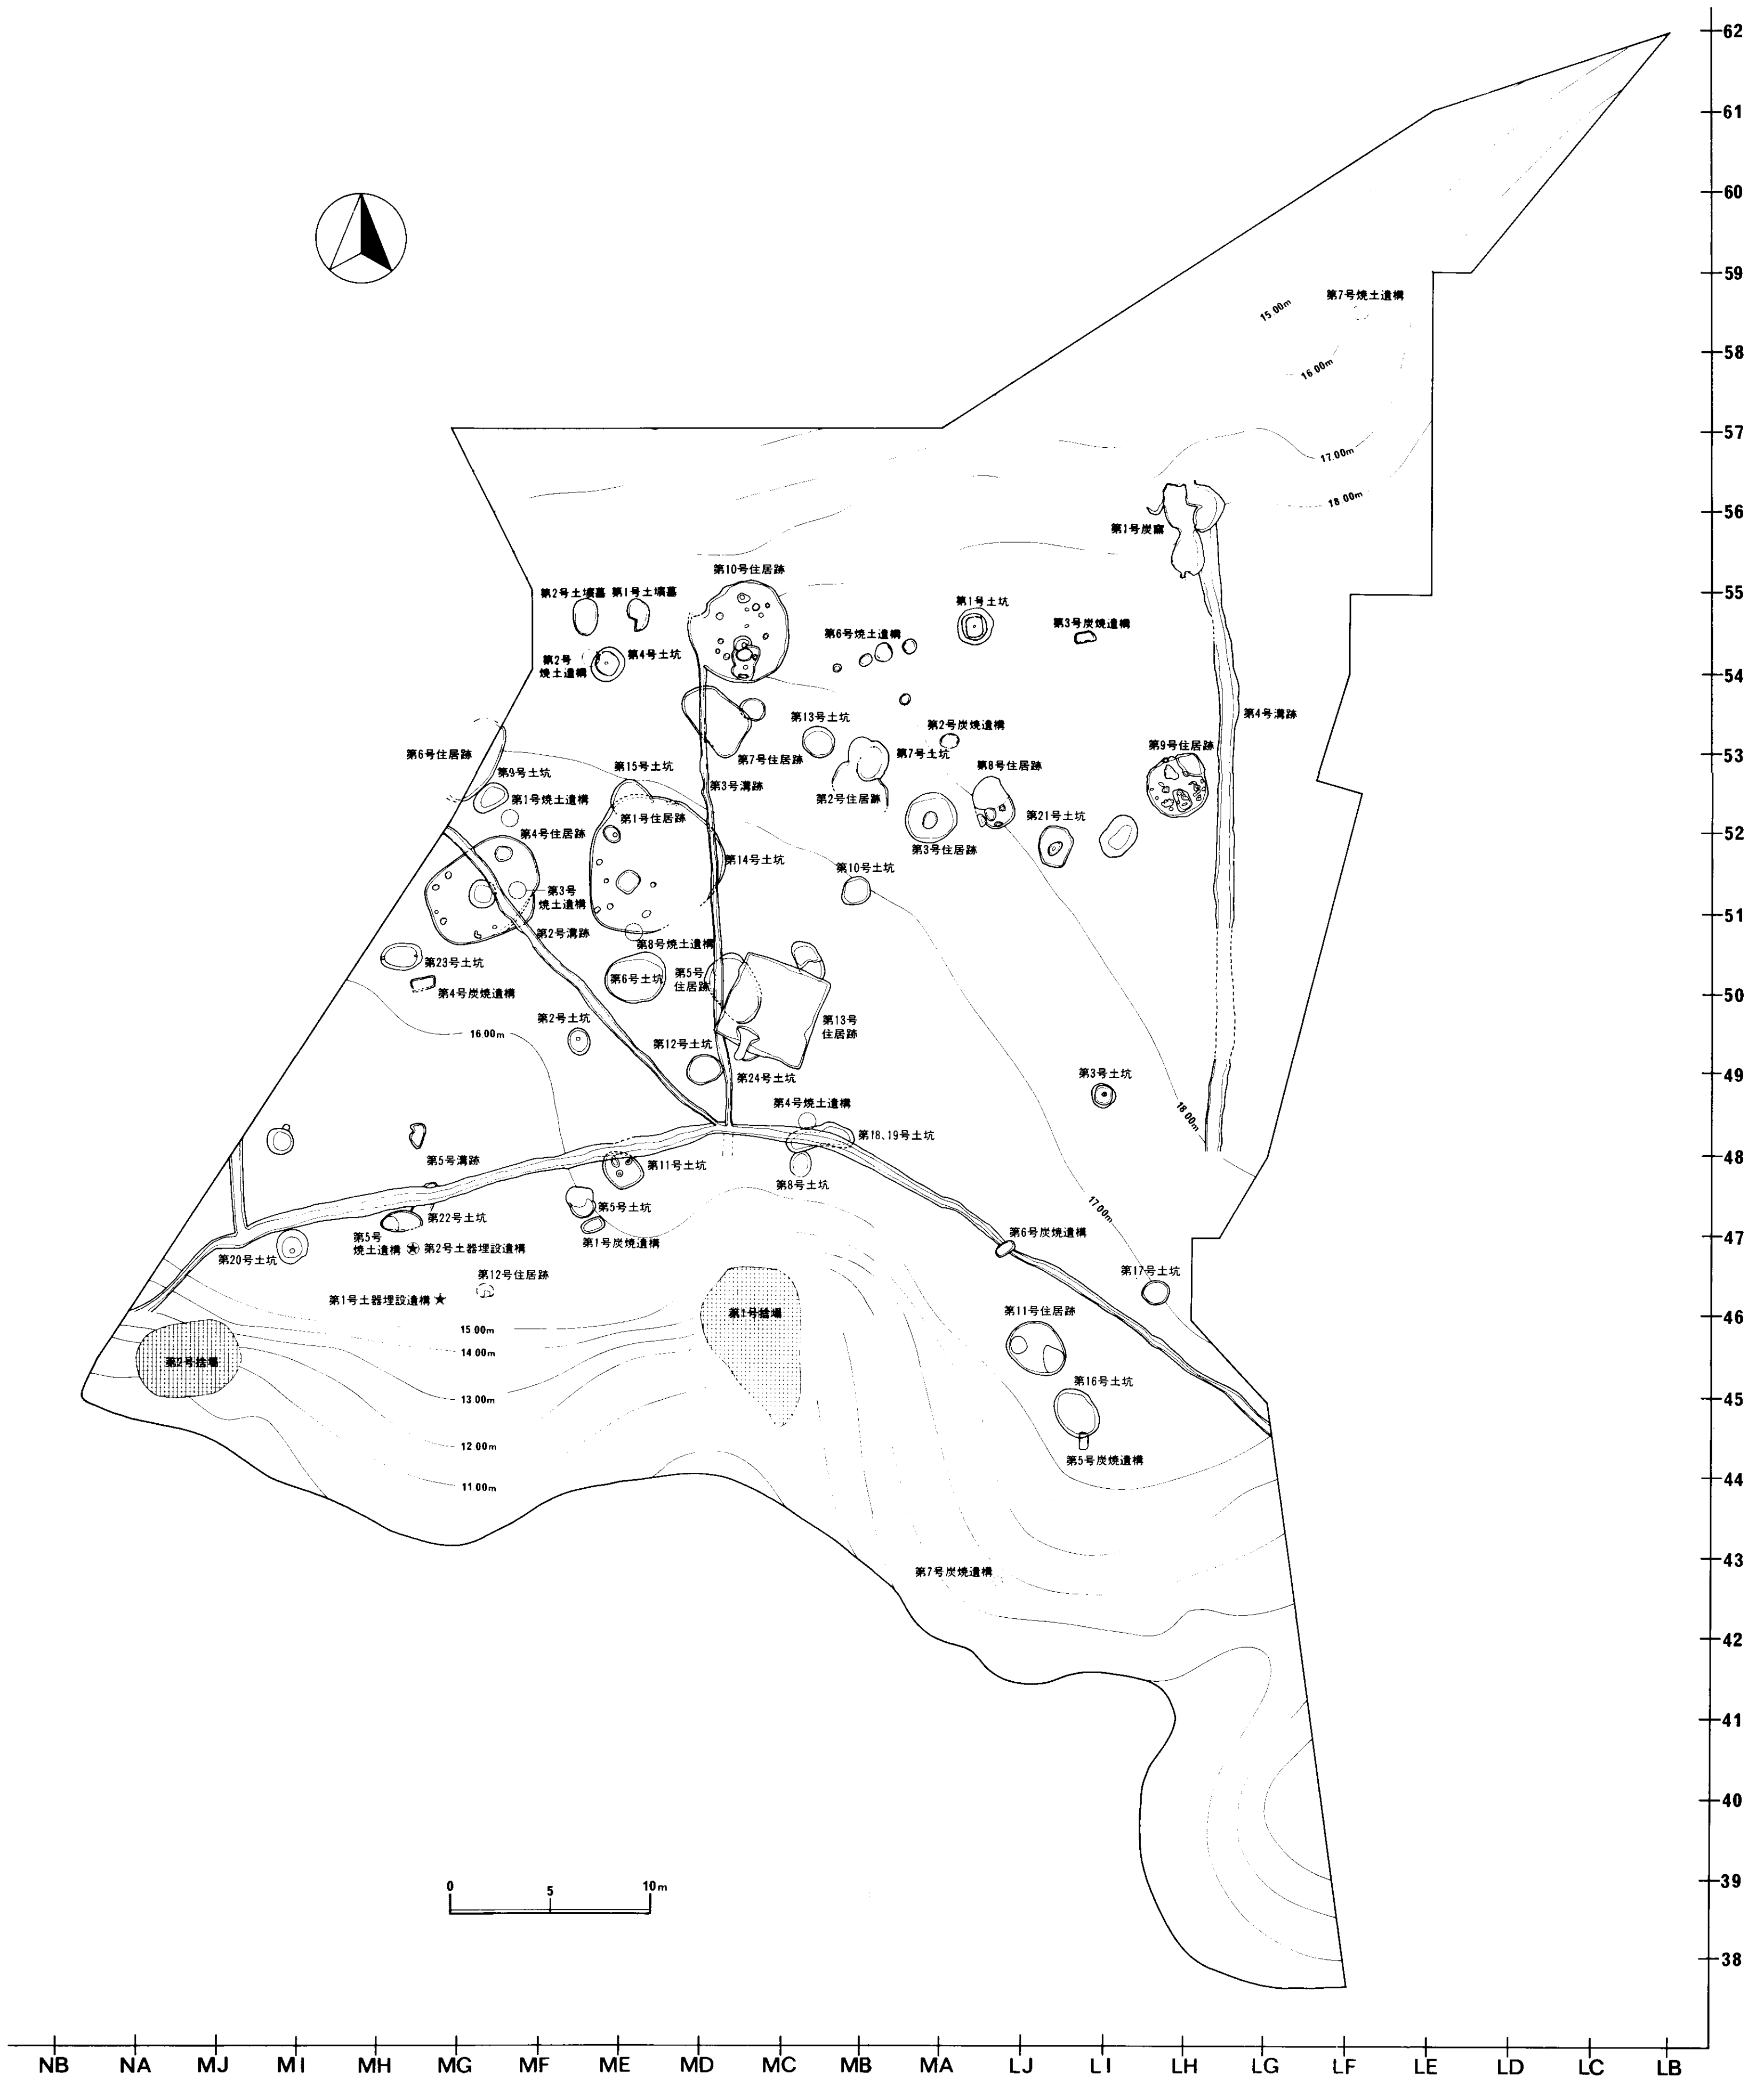 62
61
60
59
第7号焼土遺構
15.00m
58
16.00m
57
17.00m
18.00m
56
第1号炭窯
第10号住居跡
55
第2号土壙墓 第1号土壙墓
第1号土坑
第3号炭焼遺構
第6号焼土遺構
第4号土坑
第2号
焼土遺構
54
第4号溝跡
第13号土坑
第2号炭焼遺構
第9号住居跡
53
第6号住居跡
第7号住居跡
第7号土坑
第8号住居跡
第9号土坑
第15号土坑
第3号溝跡
第1号焼土遺構
第2号住居跡
第1号住居跡
第21号土坑
52
第4号住居跡
第3号住居跡
第14号土坑
第10号土坑
第3号
焼土遺構
51
第2号溝跡
第8号焼土遺構
第23号土坑
第6号土坑
第5号
住居跡
第4号炭焼遺構
50
第2号土坑
第13号
住居跡
16.00m
第12号土坑
第24号土坑
第3号土坑
49
第4号焼土遺構
18.00m
第18、19号土坑
第5号溝跡
第11号土坑
48
第8号土坑
第5号土坑
17.00m
第22号土坑
第6号炭焼遺構
第5号
焼土遺構
第2号土器埋設遺構
第1号炭焼遺構
47
第20号土坑
第12号住居跡
第17号土坑
第1号土器埋設遺構
第1号捨場
第11号住居跡
46
15.00m
14.00m
第2号捨場
第16号土坑
13.00m
45
12.00m
第5号炭焼遺構
11.00m
44
第7号炭焼遺構
43
42
41
40
39
0 5 10m
38
NB NA MJ MI MH MG MF ME MD MC MB MA LJ LI LH LG LF LE LD LC LB